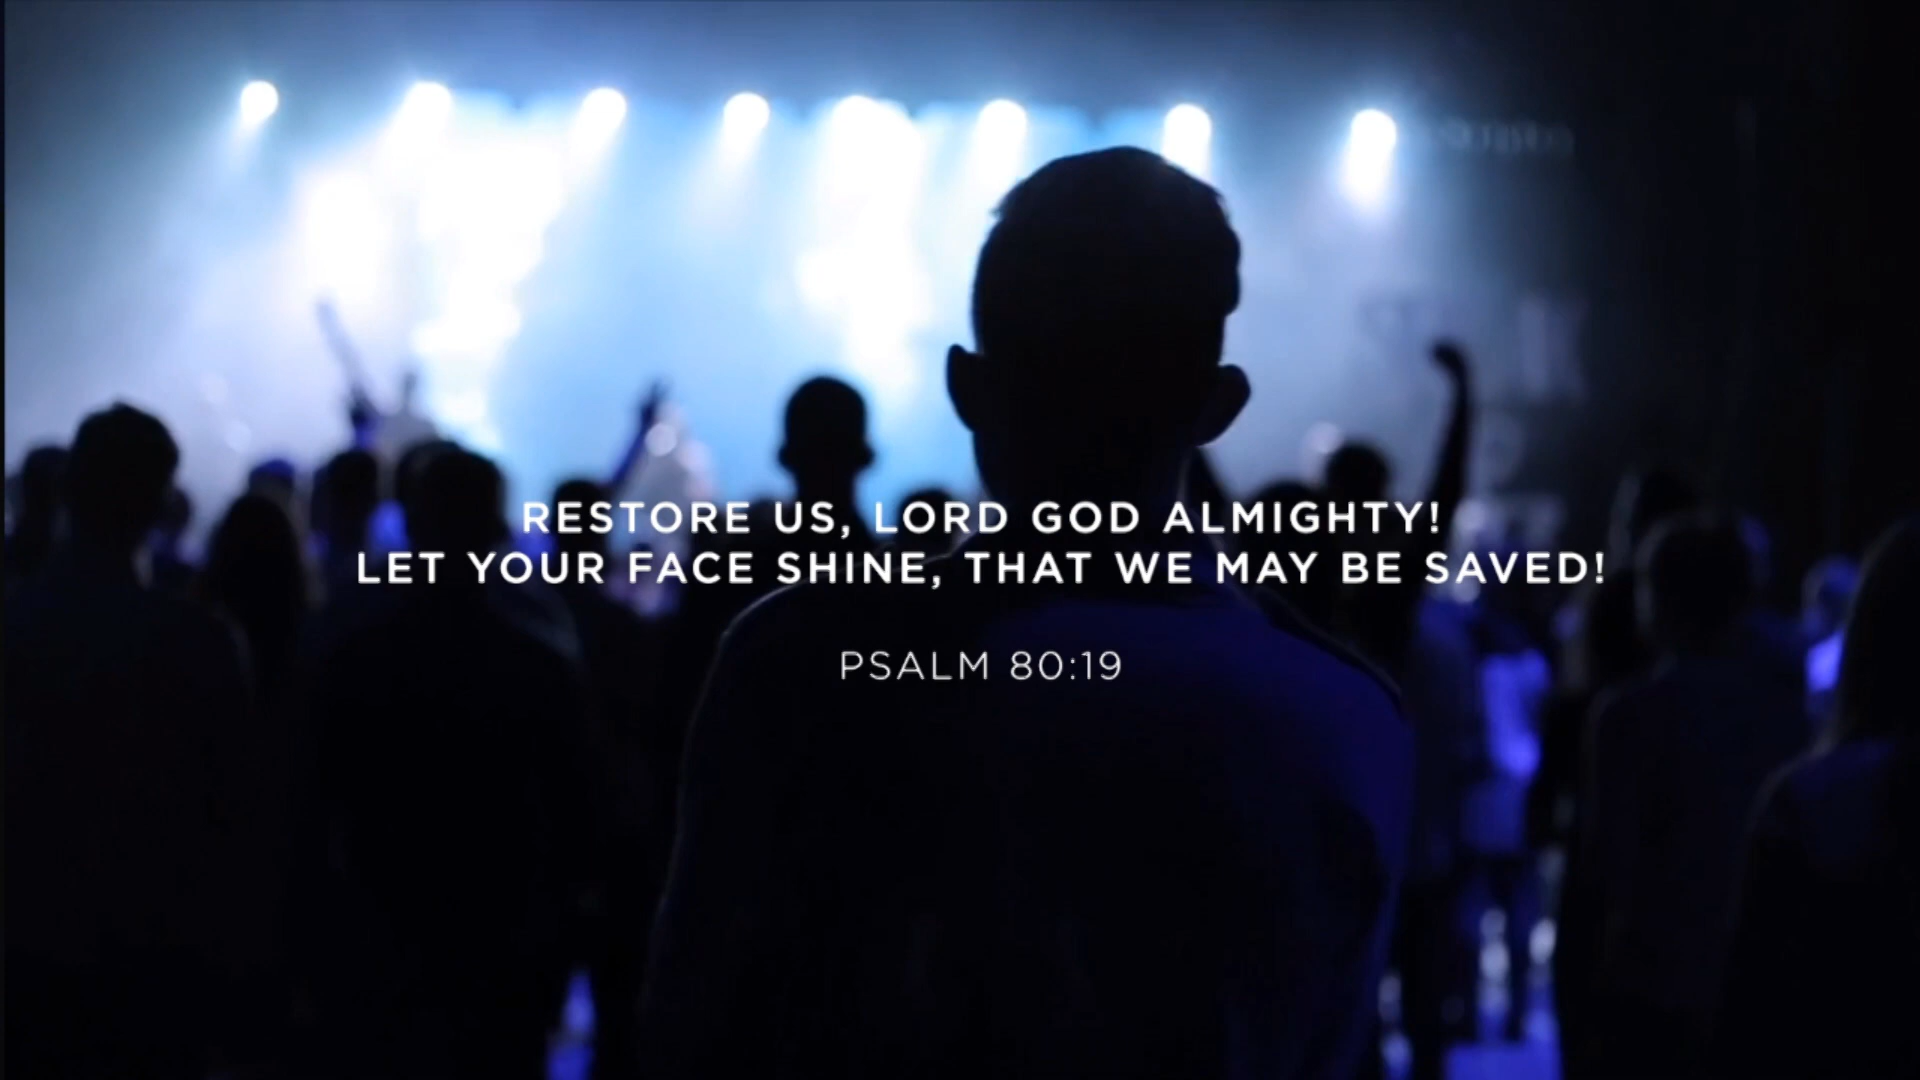 RESTORE US, LORD GOD ALMIGHTY!
LET YOUR FACE SHINE, THAT WE MAY BE SAVED!
PSALM 80:19